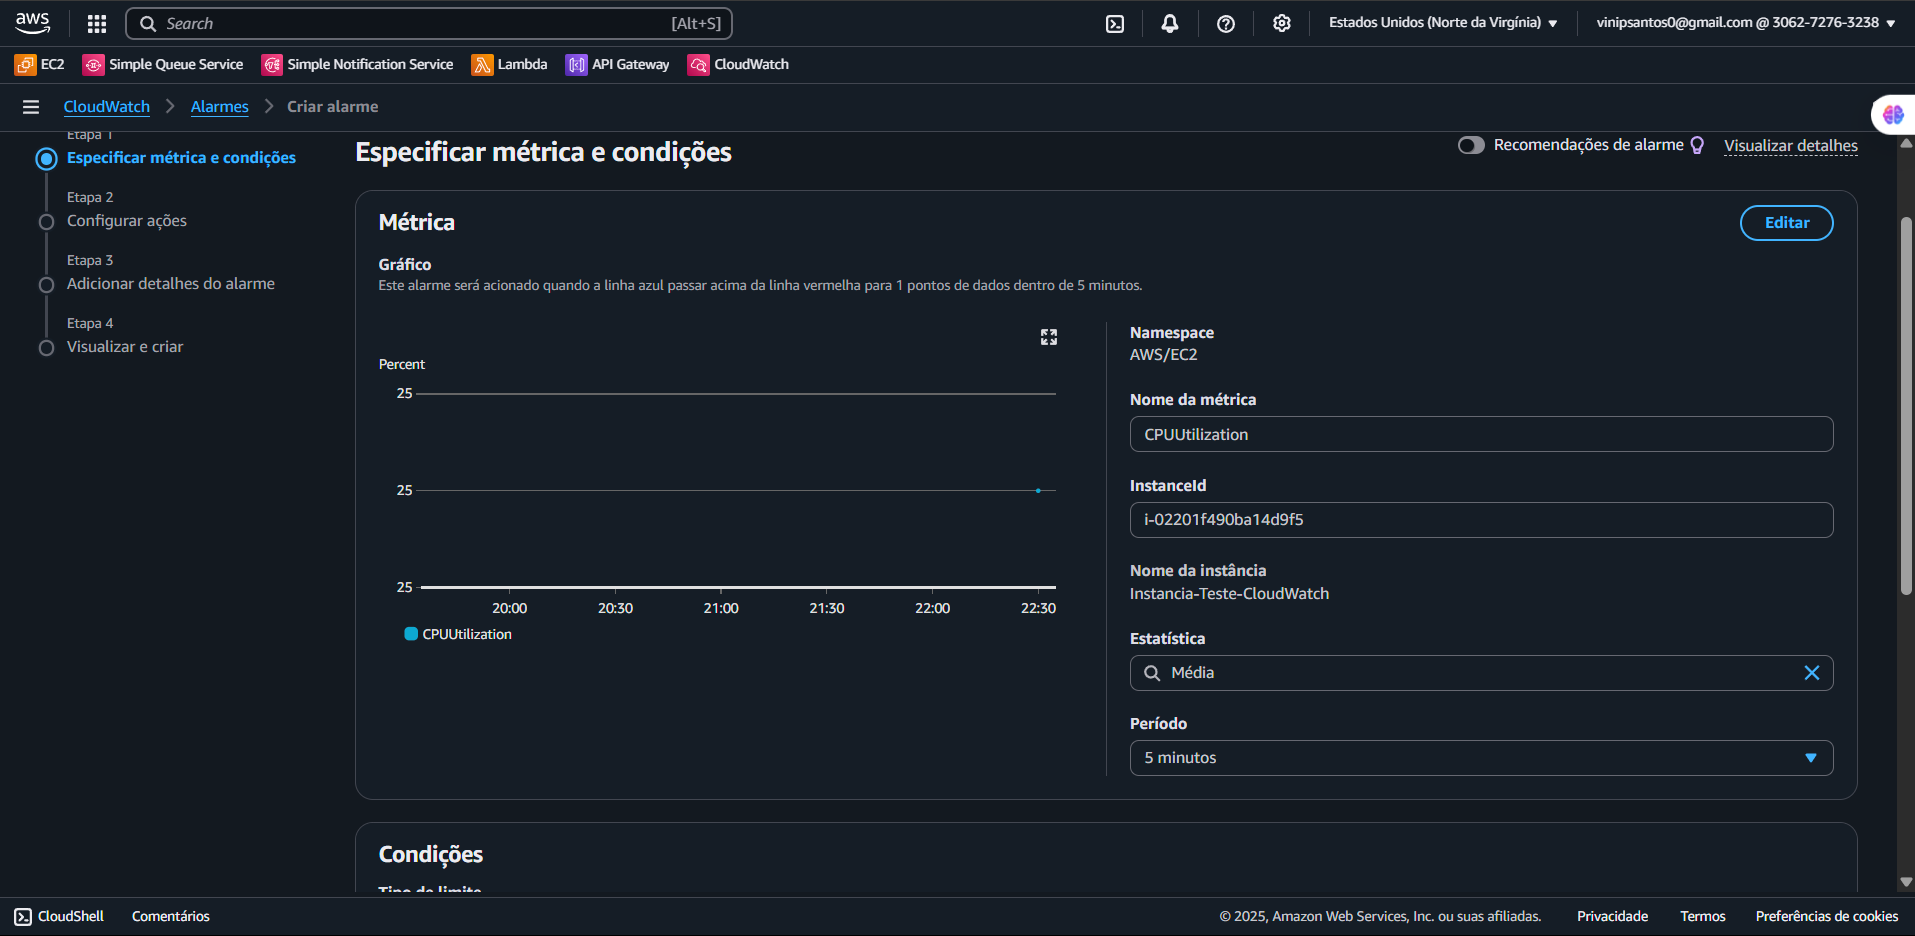 aws
Search [Alt+S]
Estados Unidos (Norte da Virgínia)
vinipsantos0@gmail.com @ 3062-7276-3238
EC2
Simple Queue Service
Simple Notification Service
Lambda
API Gateway
CloudWatch
CloudWatch
Alarmes
Criar alarme
Etapa 1
Especificar métrica e condições
Etapa 2
Configurar ações
Etapa 3
Adicionar detalhes do alarme
Etapa 4
Visualizar e criar
Especificar métrica e condições
Recomendações de alarme
Visualizar detalhes
Métrica
Editar
Gráfico
Este alarme será acionado quando a linha azul passar acima da linha vermelha para 1 pontos de dados dentro de 5 minutos.
Percent
25
25
25
20:00 20:30 21:00 21:30 22:00 22:30
CPUUtilization
Namespace
AWS/EC2
Nome da métrica
CPUUtilization
InstanceId
i-02201f490ba14d9f5
Nome da instância
Instancia-Teste-CloudWatch
Estatística
Média
Período
5 minutos
Condições
Tipo de limite
CloudShell
Comentários
© 2025, Amazon Web Services, Inc. ou suas afiliadas.
Privacidade
Termos
Preferências de cookies